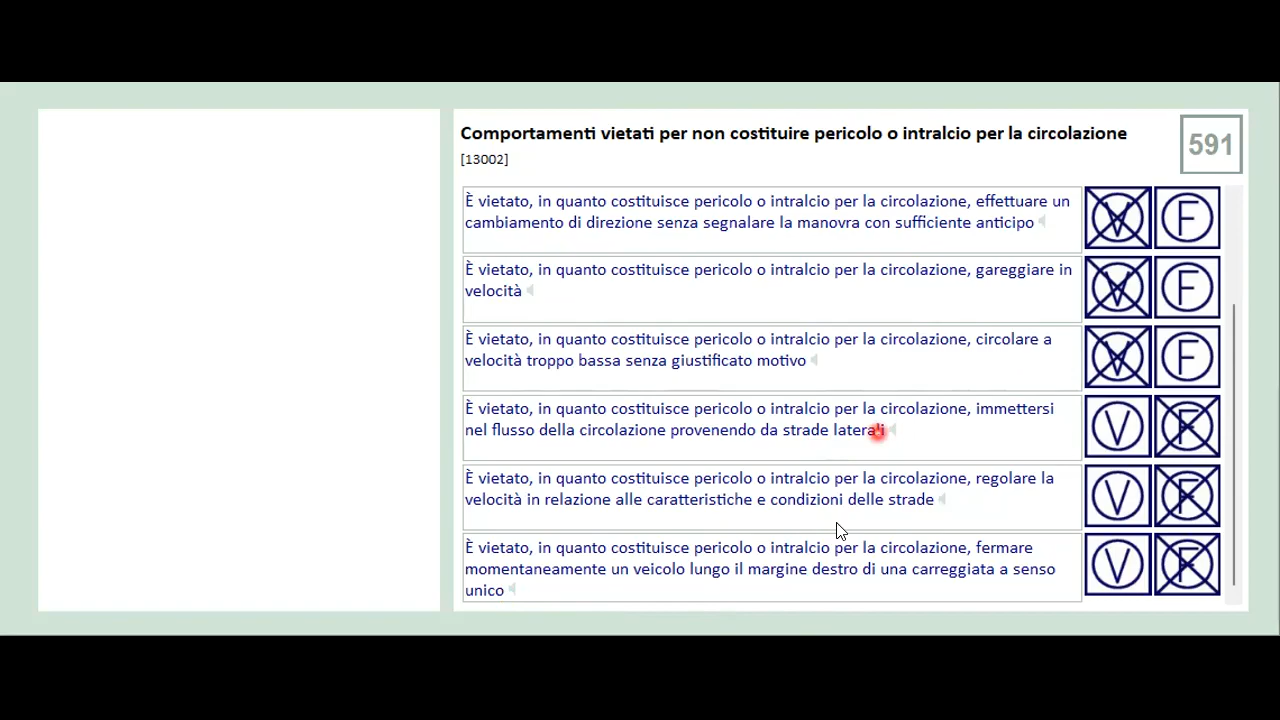 Comportamenti vietati per non costituire pericolo o intralcio per la circolazione
591
[13002]
È vietato, in quanto costituisce pericolo o intralcio per la circolazione, effettuare un
cambiamento di direzione senza segnalare la manovra con sufficiente anticipo
V F
È vietato, in quanto costituisce pericolo o intralcio per la circolazione, gareggiare in
velocità
V F
È vietato, in quanto costituisce pericolo o intralcio per la circolazione, circolare a
velocità troppo bassa senza giustificato motivo
V F
È vietato, in quanto costituisce pericolo o intralcio per la circolazione, immettersi
nel flusso della circolazione provenendo da strade laterali
V F
È vietato, in quanto costituisce pericolo o intralcio per la circolazione, regolare la
velocità in relazione alle caratteristiche e condizioni delle strade
V F
È vietato, in quanto costituisce pericolo o intralcio per la circolazione, fermare
momentaneamente un veicolo lungo il margine destro di una carreggiata a senso
unico
V F